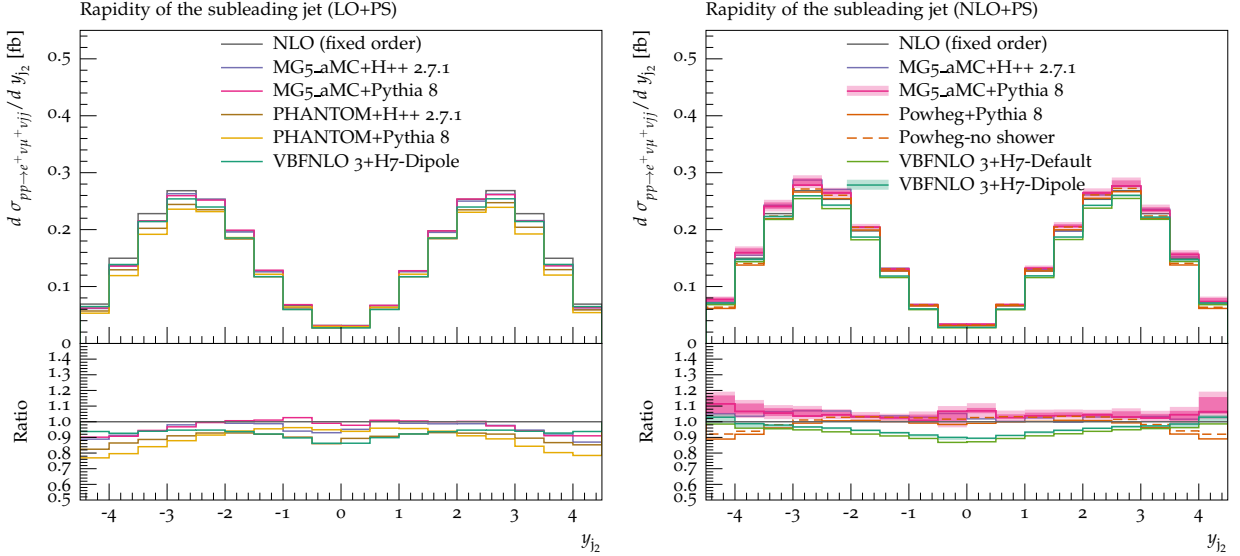 Rapidity of the subleading jet (LO+PS)
d σ_{pp→e⁺νμ⁺νjj}/d y_{j₂} [fb]
NLO (fixed order)
MG5_aMC+H++ 2.7.1
MG5_aMC+Pythia 8
PHANTOM+H++ 2.7.1
PHANTOM+Pythia 8
VBFNLO 3+H7-Dipole
0.5
0.4
0.3
0.2
0.1
0
Ratio
1.4
1.3
1.2
1.1
1.0
0.9
0.8
0.7
0.6
0.5
-4 -3 -2 -1 0 1 2 3 4
y_{j₂}
Rapidity of the subleading jet (NLO+PS)
d σ_{pp→e⁺νμ⁺νjj}/d y_{j₂} [fb]
NLO (fixed order)
MG5_aMC+H++ 2.7.1
MG5_aMC+Pythia 8
Powheg+Pythia 8
Powheg-no shower
VBFNLO 3+H7-Default
VBFNLO 3+H7-Dipole
0.5
0.4
0.3
0.2
0.1
0
Ratio
1.4
1.3
1.2
1.1
1.0
0.9
0.8
0.7
0.6
0.5
-4 -3 -2 -1 0 1 2 3 4
y_{j₂}